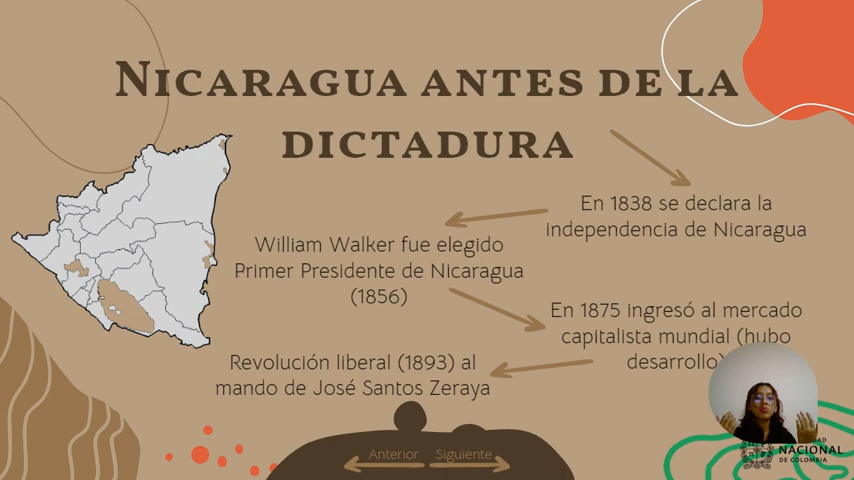 NICARAGUA ANTES DE LA
DICTADURA
En 1838 se declara la
independencia de Nicaragua
William Walker fue elegido
Primer Presidente de Nicaragua
(1856)
En 1875 ingresó al mercado
capitalista mundial (hubo
desarrollo)
Revolución liberal (1893) al
mando de José Santos Zeraya
Anterior Siguiente
NACIONAL
DE COLOMBIA